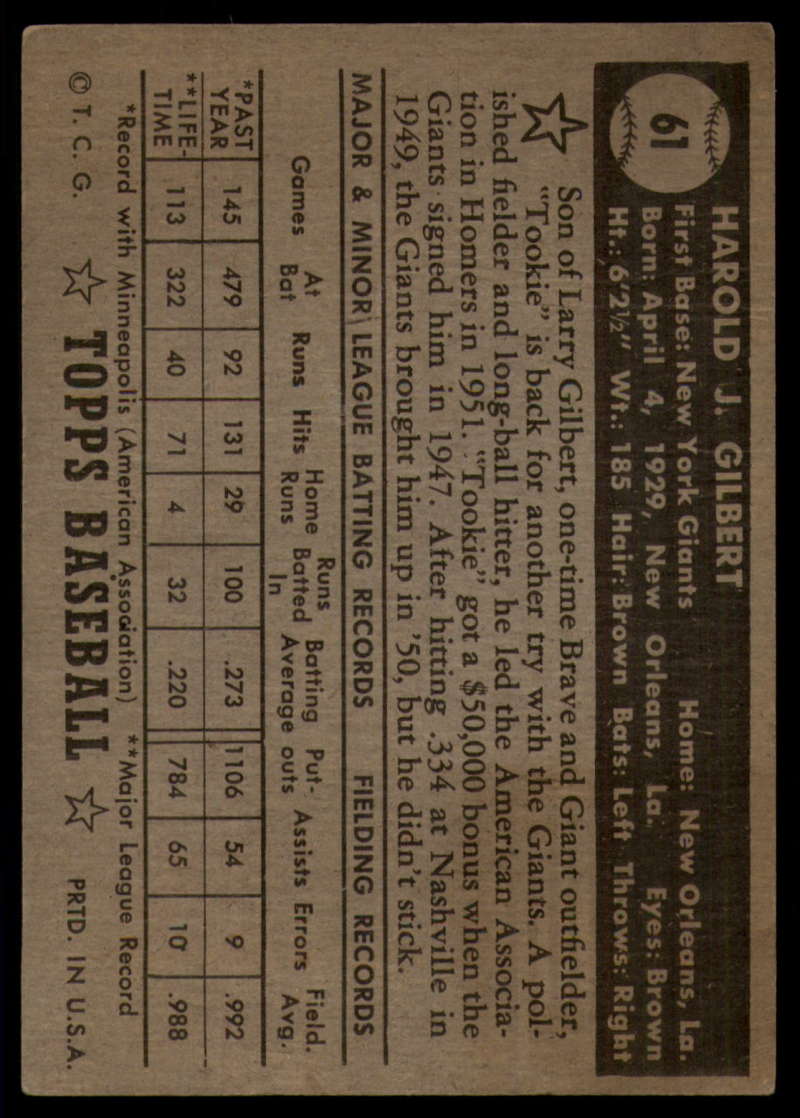 61
HAROLD J. GILBERT
First Base: New York Giants Home: New Orleans, La.
Born: April 4, 1929, New Orleans, La. Eyes: Brown
Ht.: 6'2½" Wt.: 185 Hair: Brown Bats: Left Throws: Right
Son of Larry Gilbert, one-time Brave and Giant outfielder,
"Tookie" is back for another try with the Giants. A pol-
ished fielder and long-ball hitter, he led the American Associa-
tion in Homers in 1951. "Tookie" got a $50,000 bonus when the
Giants signed him in 1947. After hitting .334 at Nashville in
1949, the Giants brought him up in '50, but he didn't stick.
MAJOR & MINOR LEAGUE BATTING RECORDS FIELDING RECORDS
Games At Bat Runs Hits Home Runs Runs Batted In Batting Average Put-outs Assists Errors Field. Avg.
*PAST YEAR 145 479 92 131 29 100 .273 1106 54 9 .992
**LIFE-TIME 113 322 40 71 4 32 .220 784 65 10 .988
*Record with Minneapolis (American Association) **Major League Record
© T. C. G. TOPPS BASEBALL PRTD. IN U.S.A.